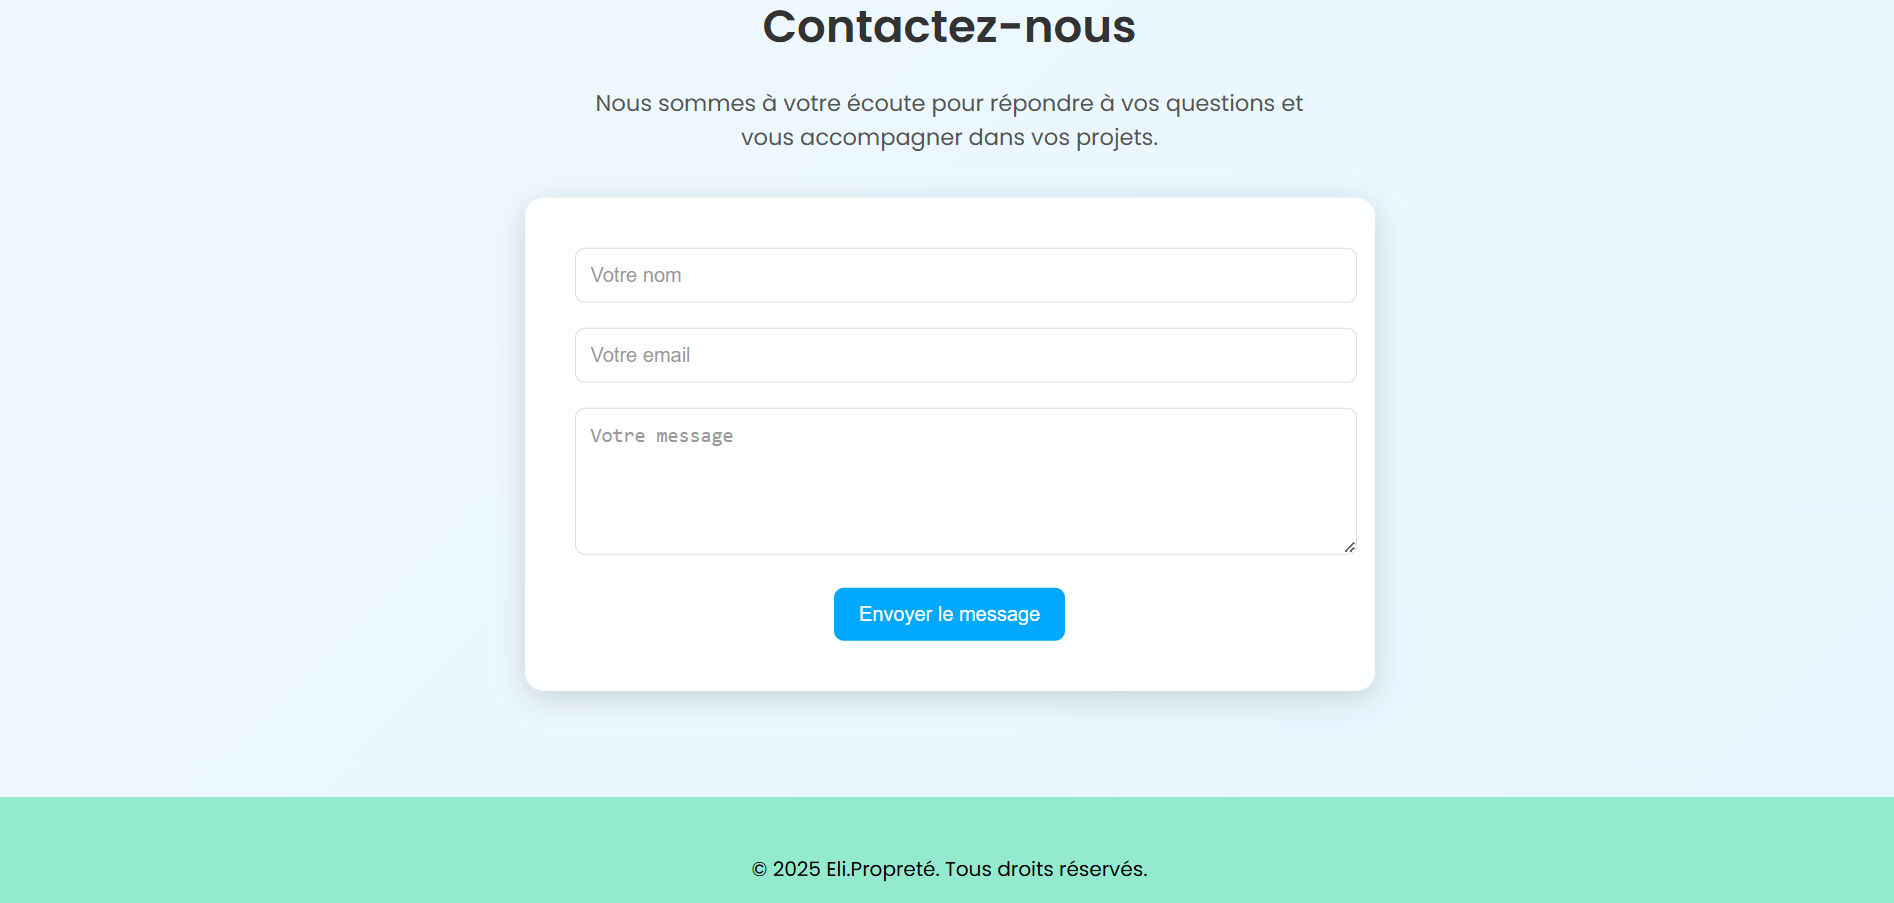 Contactez-nous
Nous sommes à votre écoute pour répondre à vos questions et
vous accompagner dans vos projets.
Votre nom
Votre email
Votre message
Envoyer le message
© 2025 Eli.Propreté. Tous droits réservés.